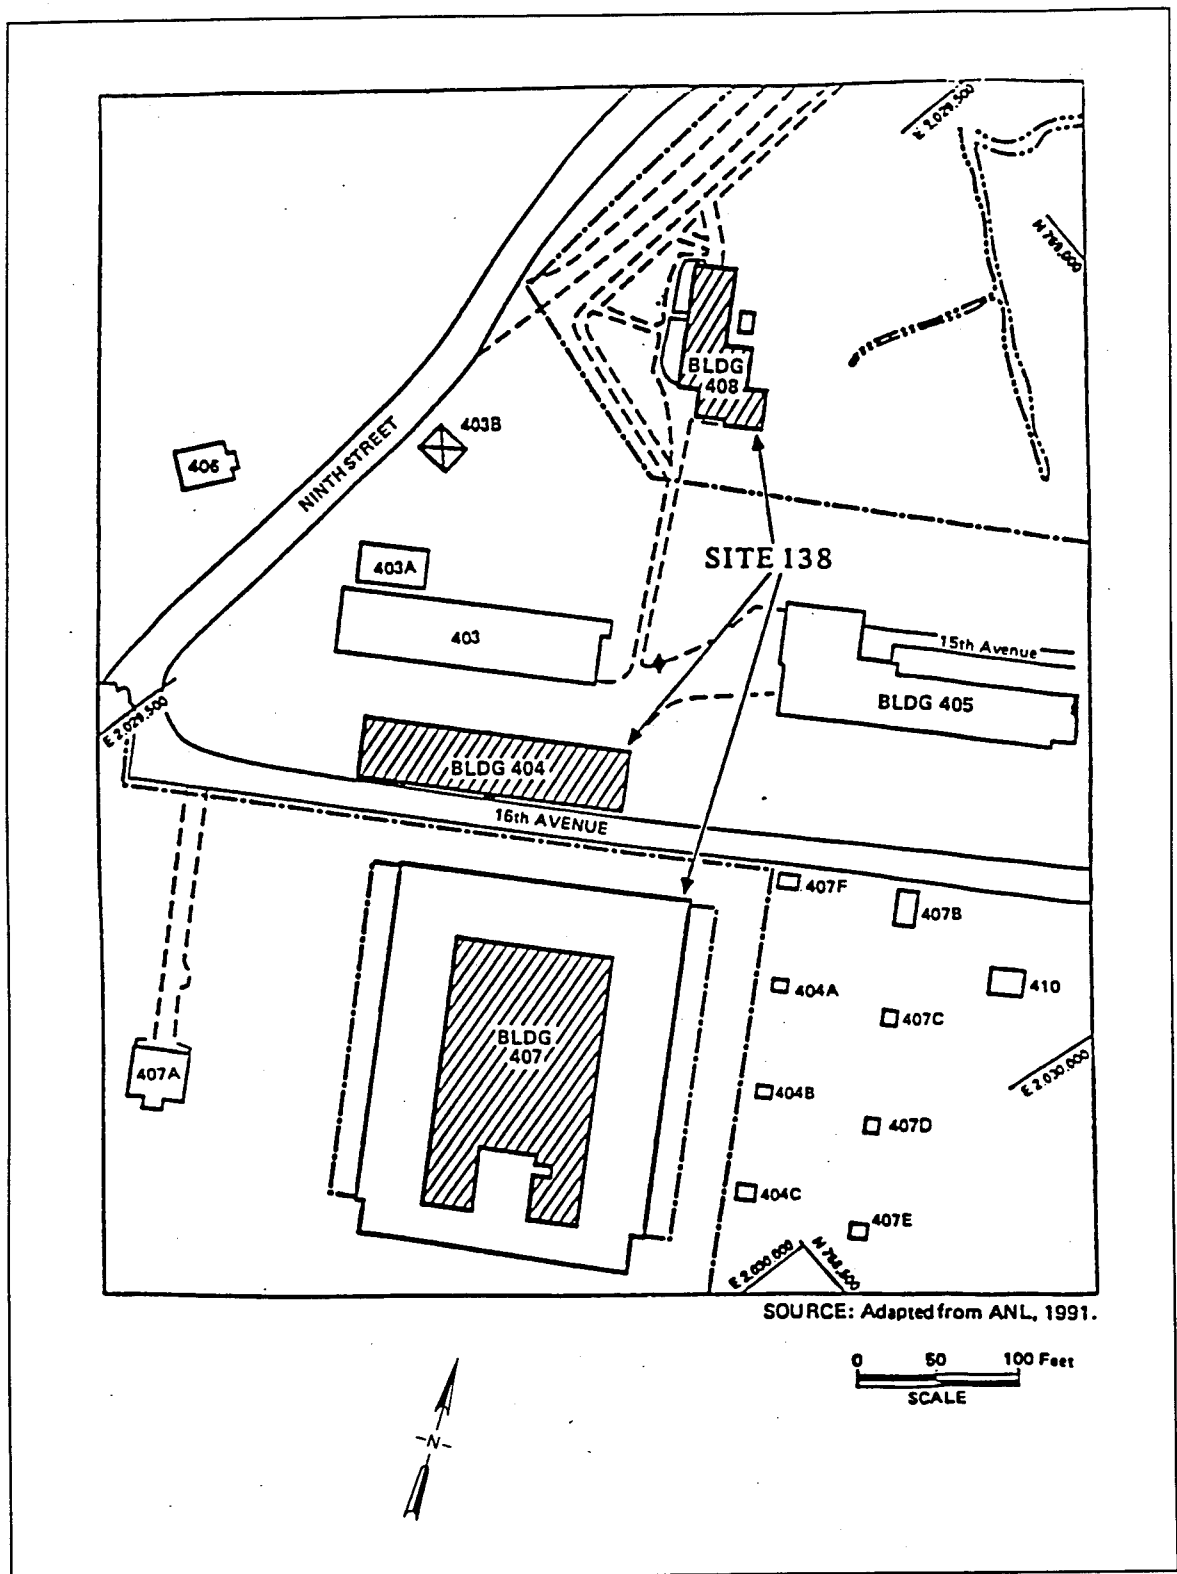 E 2,029,500
N 769,000
BLDG
408
403B
NINTH STREET
406
SITE 138
403A
403
15th Avenue
BLDG 405
E 2,029,500
BLDG 404
16th AVENUE
407F
407B
404A
410
407C
BLDG
407
407A
E 2,030,000
404B
407D
404C
407E
E 2,030,000
N 768,500
SOURCE: Adapted from ANL, 1991.
0 50 100 Feet
SCALE
-N-